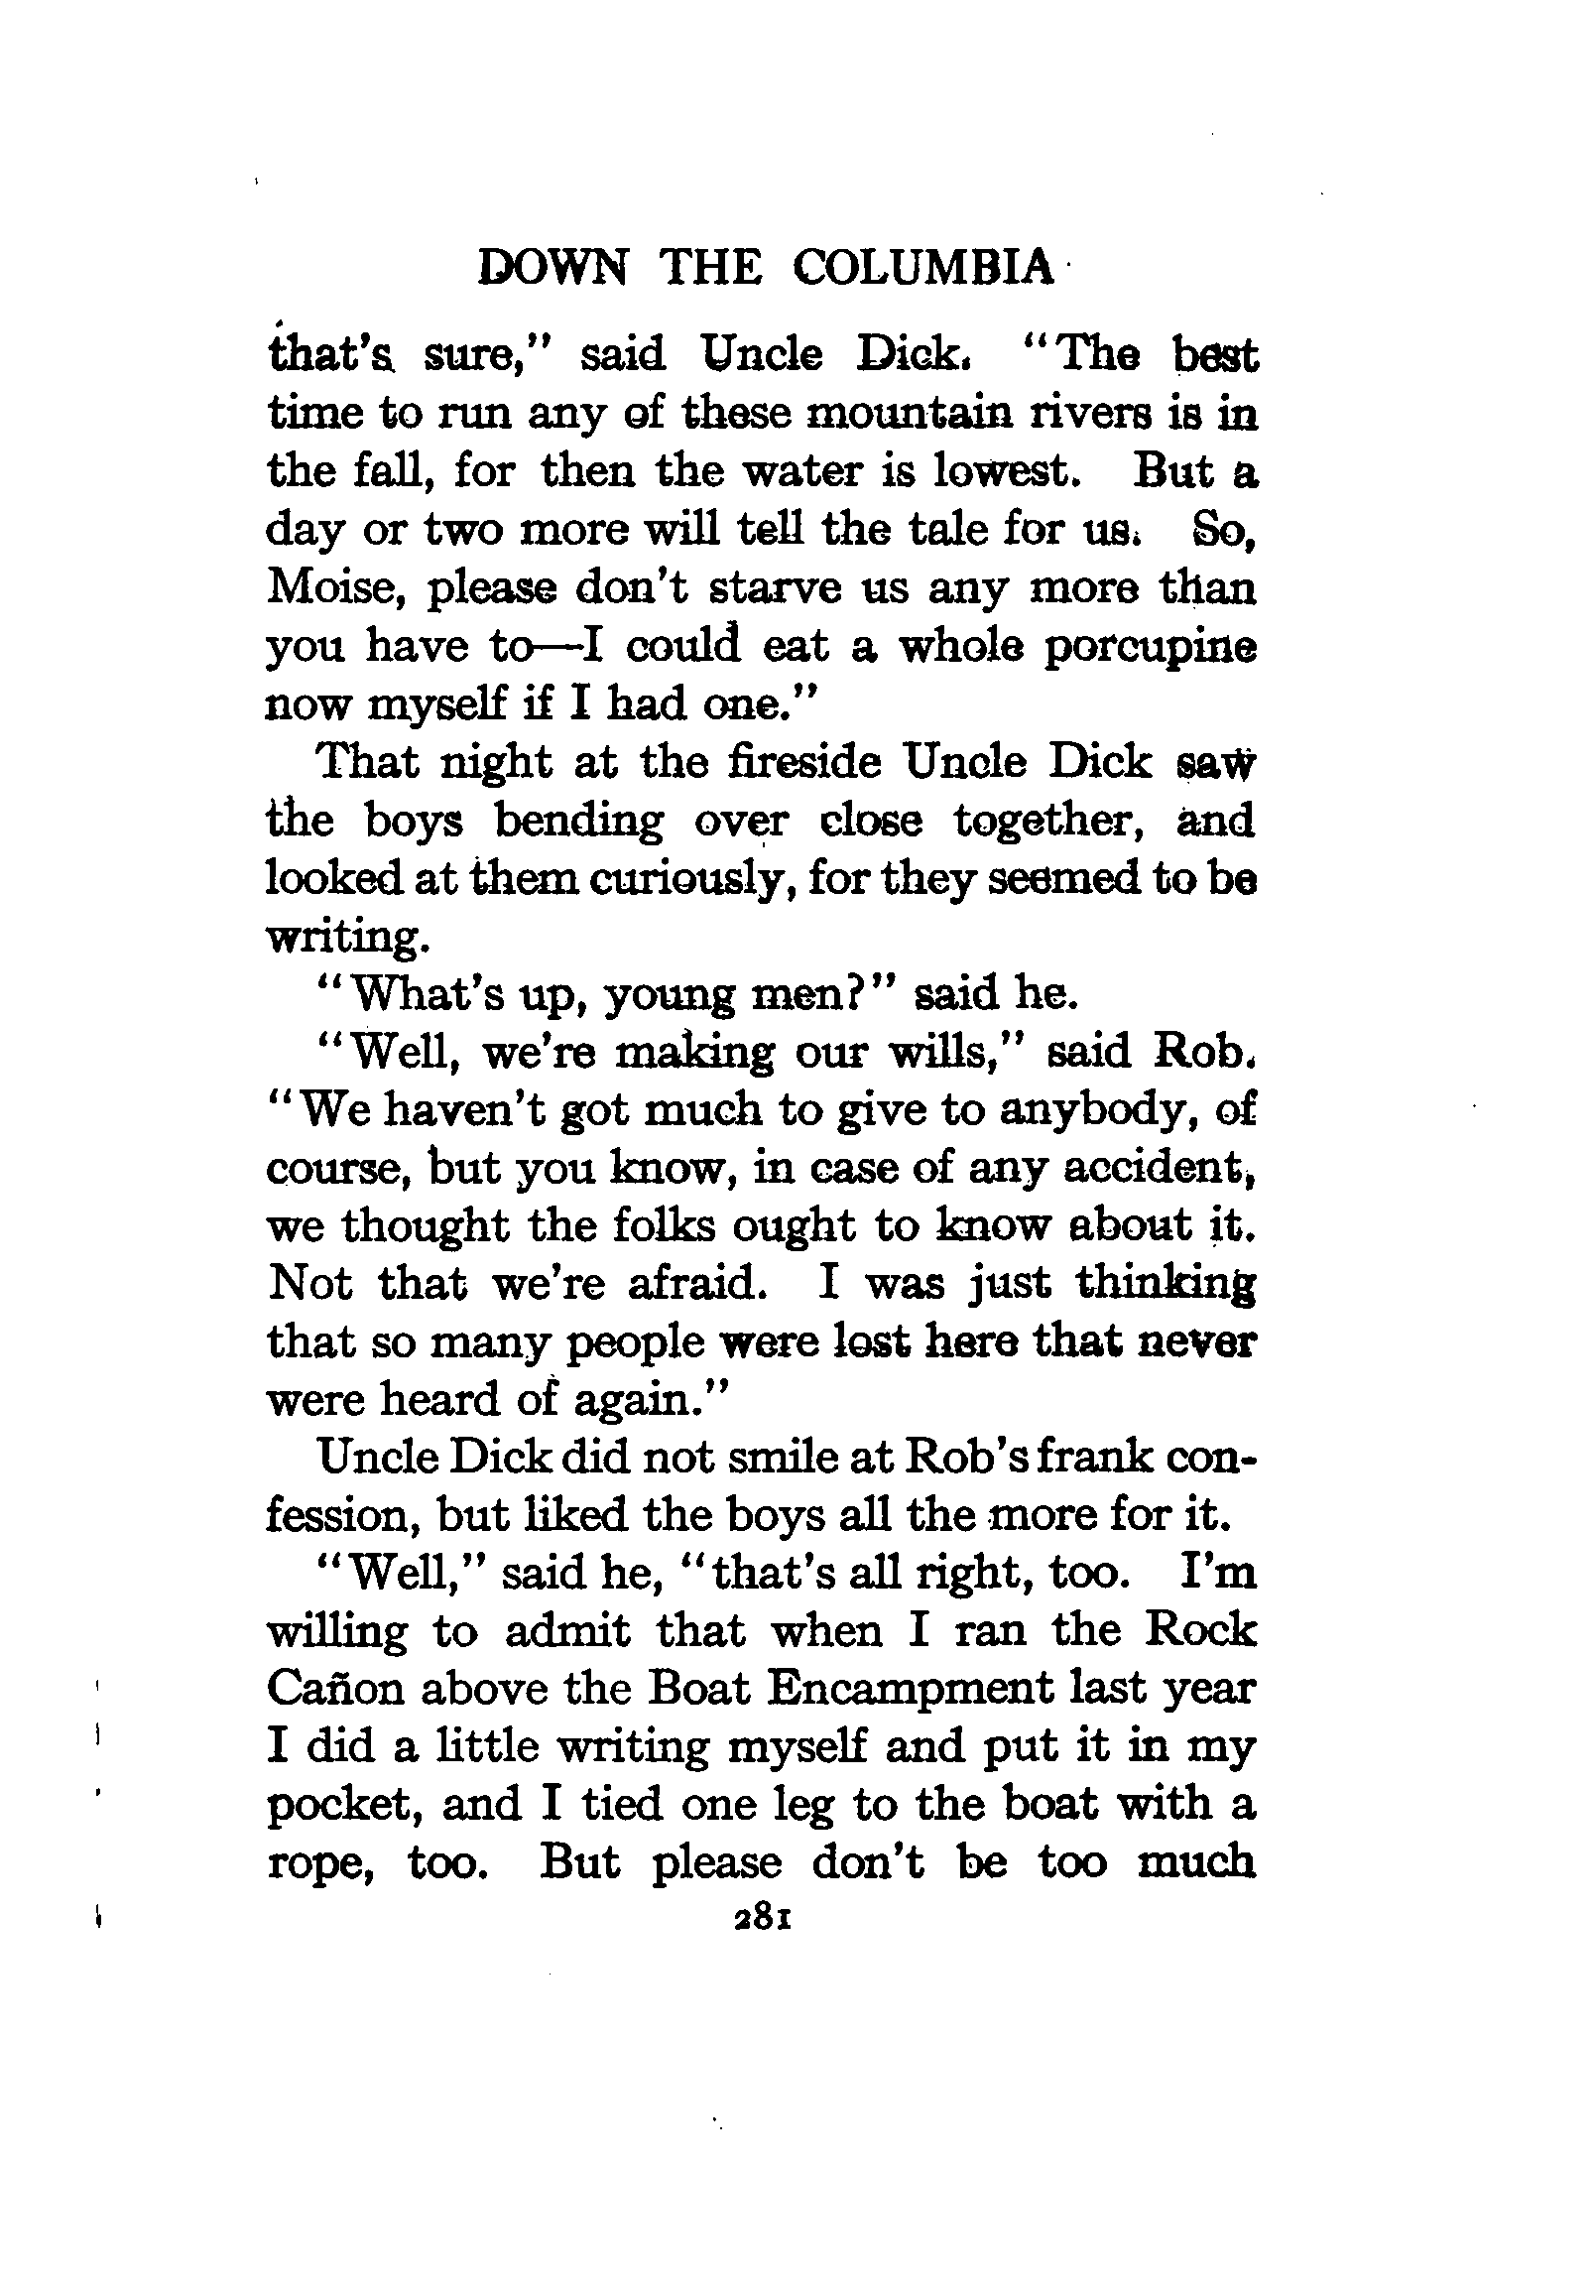 DOWN THE COLUMBIA
that's sure," said Uncle Dick. "The best
time to run any of these mountain rivers is in
the fall, for then the water is lowest. But a
day or two more will tell the tale for us. So,
Moise, please don't starve us any more than
you have to—I could eat a whole porcupine
now myself if I had one."
That night at the fireside Uncle Dick saw
the boys bending over close together, and
looked at them curiously, for they seemed to be
writing.
"What's up, young men?" said he.
"Well, we're making our wills," said Rob.
"We haven't got much to give to anybody, of
course, but you know, in case of any accident,
we thought the folks ought to know about it.
Not that we're afraid. I was just thinking
that so many people were lost here that never
were heard of again."
Uncle Dick did not smile at Rob's frank con-
fession, but liked the boys all the more for it.
"Well," said he, "that's all right, too. I'm
willing to admit that when I ran the Rock
Cañon above the Boat Encampment last year
I did a little writing myself and put it in my
pocket, and I tied one leg to the boat with a
rope, too. But please don't be too much
281